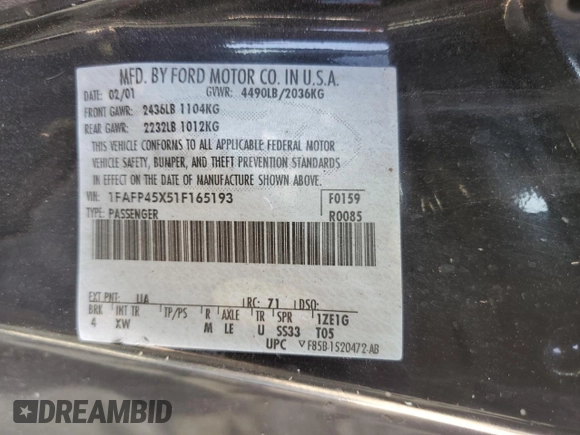 MFD. BY FORD MOTOR CO. IN U.S.A.
DATE: 02/01 GVWR: 4490LB/2036KG
FRONT GAWR: 2436LB 1104KG
REAR GAWR: 2232LB 1012KG
THIS VEHICLE CONFORMS TO ALL APPLICABLE FEDERAL MOTOR
VEHICLE SAFETY, BUMPER, AND THEFT PREVENTION STANDARDS
IN EFFECT ON THE DATE OF MANUFACTURE SHOWN ABOVE.
VIN: 1FAFP45X51F165193 F0159
TYPE: PASSENGER R0085
EXT PNT: UA RC: 71 DSO:
BRK INT TR TP/PS R AXLE TR SPR 1ZE1G
4 XW M LE U SS33 T05
UPC ▽F85B-1520472-AB
DREAMBID